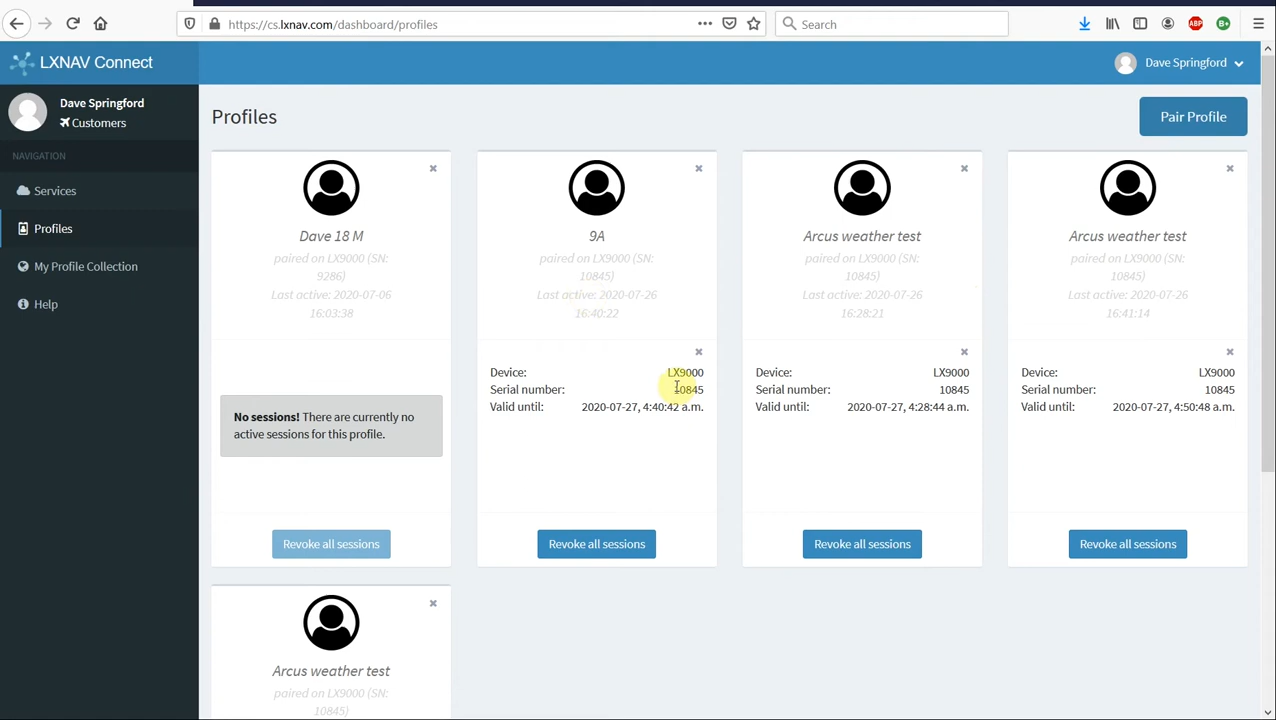 https://cs.lxnav.com/dashboard/profiles
Search
LXNAV Connect
Dave Springford
Dave Springford
Customers
NAVIGATION
Services
Profiles
My Profile Collection
Help
Profiles
Pair Profile
Dave 18 M
paired on LX9000 (SN:
9286)
Last active: 2020-07-06
16:03:38
No sessions! There are currently no
active sessions for this profile.
Revoke all sessions
9A
paired on LX9000 (SN:
10845)
Last active: 2020-07-26
16:40:22
Device: LX9000
Serial number: 10845
Valid until: 2020-07-27, 4:40:42 a.m.
Revoke all sessions
Arcus weather test
paired on LX9000 (SN:
10845)
Last active: 2020-07-26
16:28:21
Device: LX9000
Serial number: 10845
Valid until: 2020-07-27, 4:28:44 a.m.
Revoke all sessions
Arcus weather test
paired on LX9000 (SN:
10845)
Last active: 2020-07-26
16:41:14
Device: LX9000
Serial number: 10845
Valid until: 2020-07-27, 4:50:48 a.m.
Revoke all sessions
Arcus weather test
paired on LX9000 (SN:
10845)